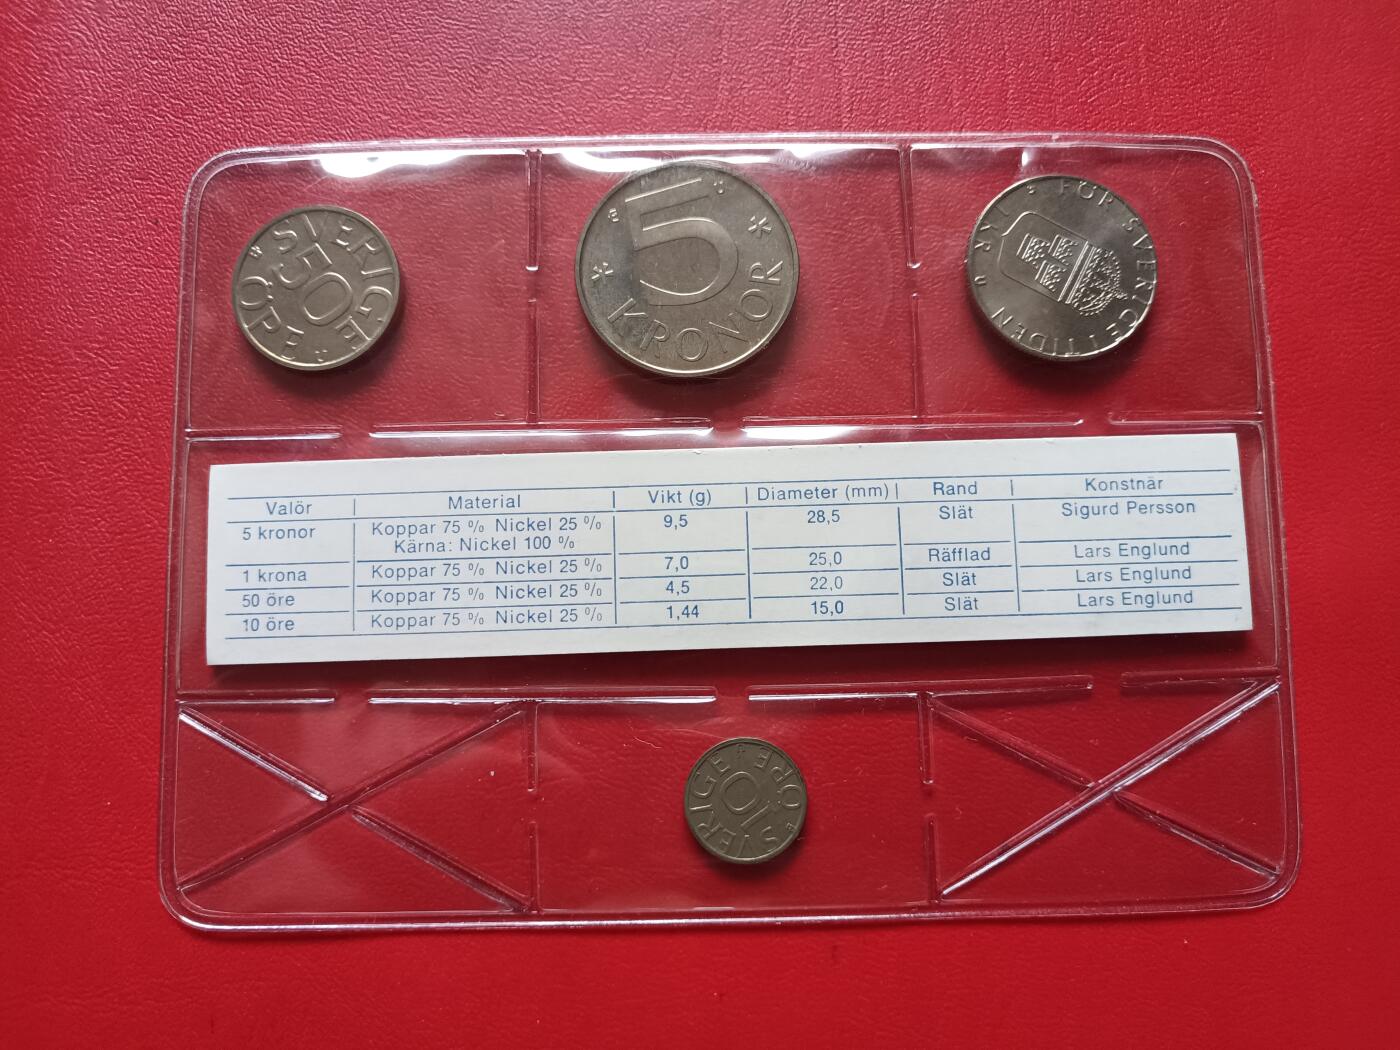 SVERIGE
50
ÖRE
U
5
KRONOR
U
1 KR
FÖR SVERIGE I TIDEN
U
Valör Material Vikt (g) Diameter (mm) Rand Konstnär
5 kronor Koppar 75 % Nickel 25 % 9,5 28,5 Slät Sigurd Persson
Kärna: Nickel 100 %
1 krona Koppar 75 % Nickel 25 % 7,0 25,0 Räfflad Lars Englund
50 öre Koppar 75 % Nickel 25 % 4,5 22,0 Slät Lars Englund
10 öre Koppar 75 % Nickel 25 % 1,44 15,0 Slät Lars Englund
SVERIGE
10
ÖRE